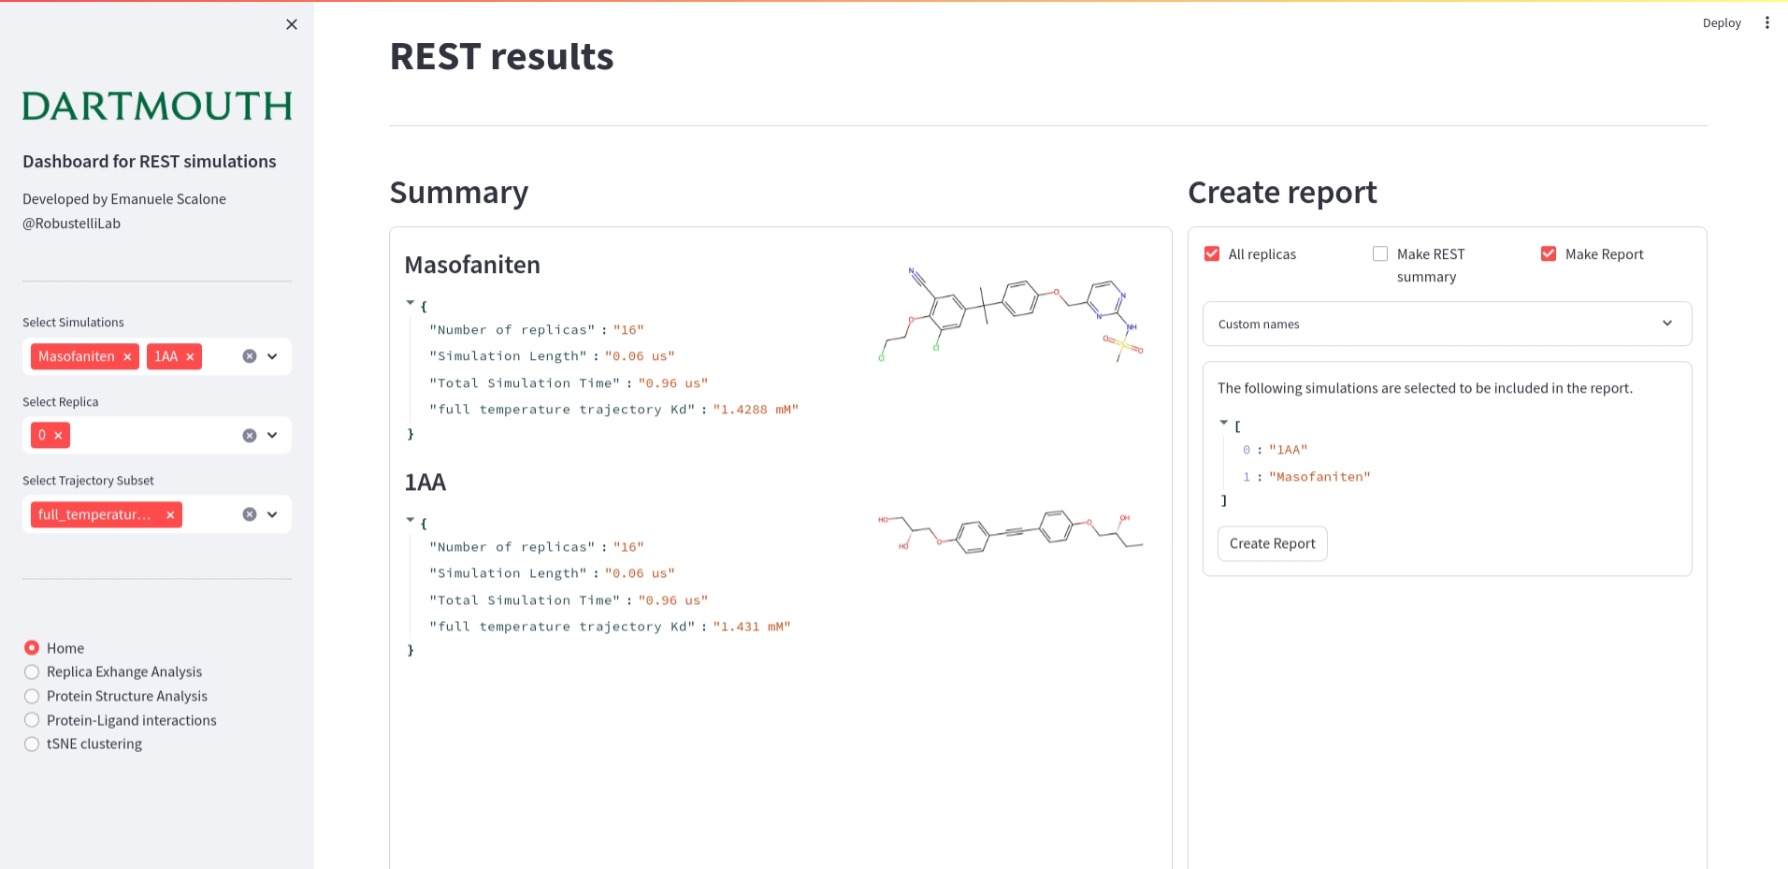 Deploy
DARTMOUTH
Dashboard for REST simulations
Developed by Emanuele Scalone
@RobustelliLab
Select Simulations
Masofaniten × 1AA ×
Select Replica
0 ×
Select Trajectory Subset
full_temperatur... ×
Home
Replica Exhange Analysis
Protein Structure Analysis
Protein-Ligand interactions
tSNE clustering
REST results
Summary
Masofaniten
{
"Number of replicas" : "16"
"Simulation Length" : "0.06 us"
"Total Simulation Time" : "0.96 us"
"full temperature trajectory Kd" : "1.4288 mM"
}
N
O
Cl
Cl
O
N
N
NH
O
S
O
1AA
{
"Number of replicas" : "16"
"Simulation Length" : "0.06 us"
"Total Simulation Time" : "0.96 us"
"full temperature trajectory Kd" : "1.431 mM"
}
HO
HO
O
O
OH
Create report
All replicas
Make REST
summary
Make Report
Custom names
The following simulations are selected to be included in the report.
[
0 : "1AA"
1 : "Masofaniten"
]
Create Report